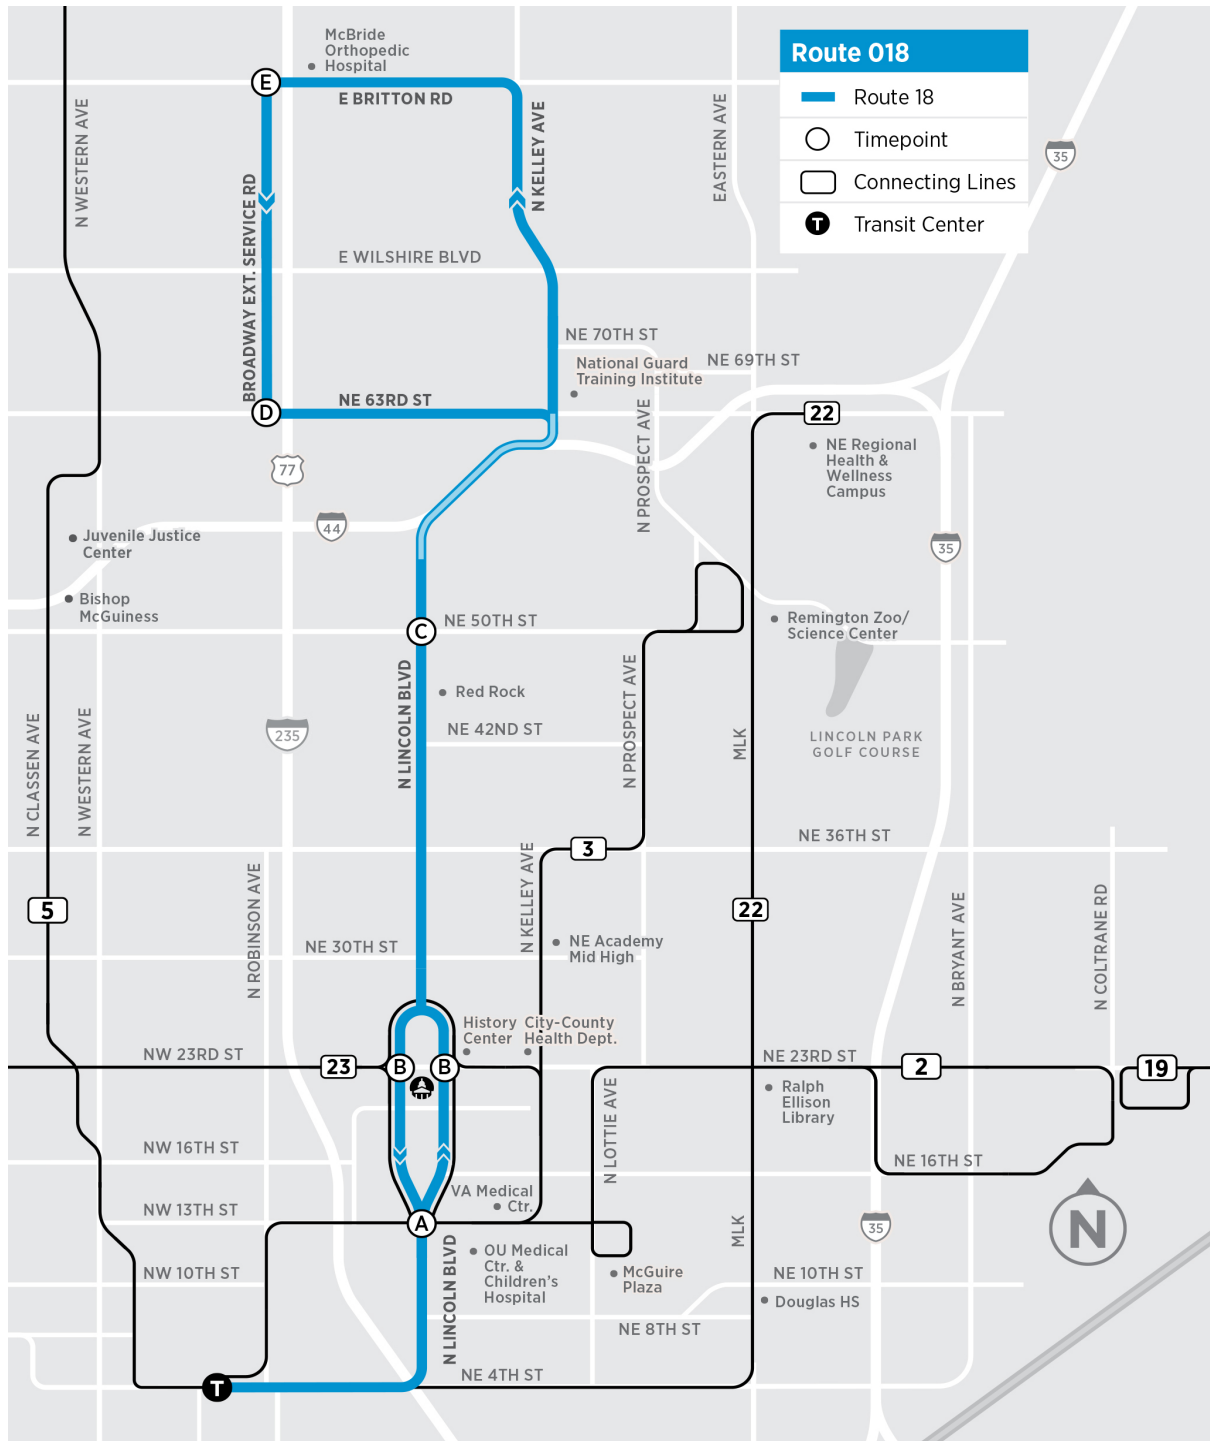 McBride
Orthopedic
Hospital
Route 018
Route 18
Timepoint
Connecting Lines
T
Transit Center
E
E BRITTON RD
N WESTERN AVE
N KELLEY AVE
EASTERN AVE
35
BROADWAY EXT. SERVICE RD
E WILSHIRE BLVD
NE 70TH ST
NE 69TH ST
National Guard
Training Institute
D
NE 63RD ST
22
N PROSPECT AVE
NE Regional
Health &
Wellness
Campus
77
44
Juvenile Justice
Center
35
Bishop
McGuiness
C
NE 50TH ST
Remington Zoo/
Science Center
N LINCOLN BLVD
Red Rock
N PROSPECT AVE
NE 42ND ST
235
MLK
LINCOLN PARK
GOLF COURSE
N CLASSEN AVE
N WESTERN AVE
NE 36TH ST
3
N KELLEY AVE
N ROBINSON AVE
5
22
N BRYANT AVE
N COLTRANE RD
NE 30TH ST
NE Academy
Mid High
History
Center
City-County
Health Dept.
NW 23RD ST
23
B
B
NE 23RD ST
2
19
N LOTTIE AVE
Ralph
Ellison
Library
NW 16TH ST
NE 16TH ST
VA Medical
Ctr.
NW 13TH ST
A
MLK
35
N
N LINCOLN BLVD
OU Medical
Ctr. &
Children's
Hospital
NW 10TH ST
McGuire
Plaza
NE 10TH ST
Douglas HS
NE 8TH ST
NE 4TH ST
T